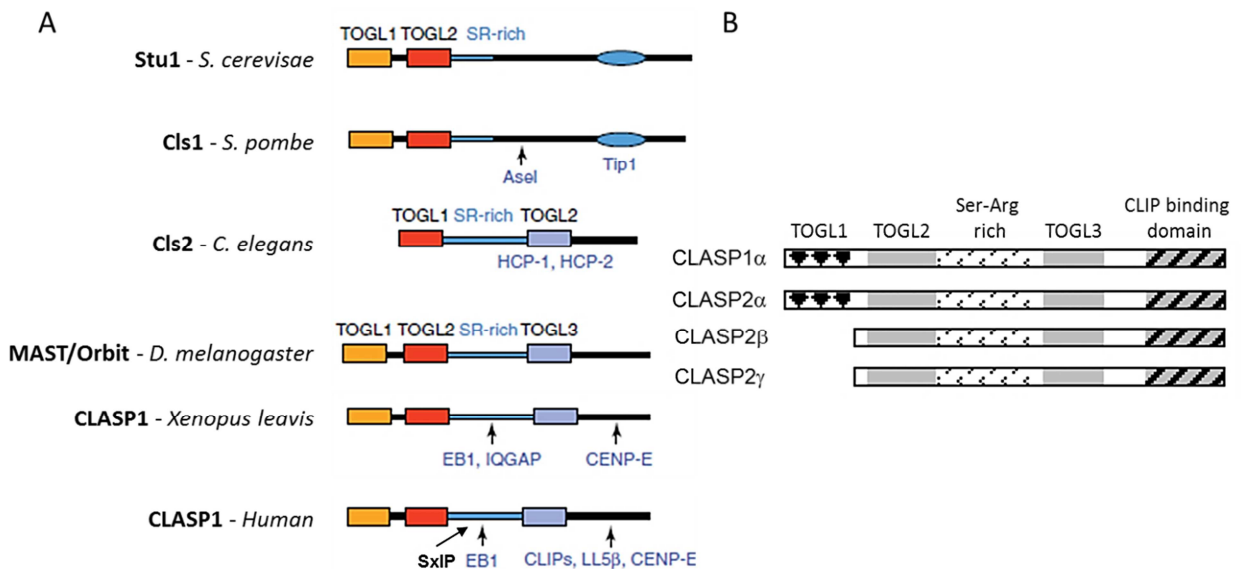 A
TOGL1 TOGL2 SR-rich
Stu1 - S. cerevisae
Cls1 - S. pombe
AseI
Tip1
TOGL1 SR-rich TOGL2
Cls2 - C. elegans
HCP-1, HCP-2
TOGL1 TOGL2 SR-rich TOGL3
MAST/Orbit - D. melanogaster
CLASP1 - Xenopus leavis
EB1, IQGAP CENP-E
CLASP1 - Human
SxIP EB1 CLIPs, LL5β, CENP-E
B
TOGL1 TOGL2 Ser-Arg rich TOGL3 CLIP binding domain
CLASP1α
CLASP2α
CLASP2β
CLASP2γ